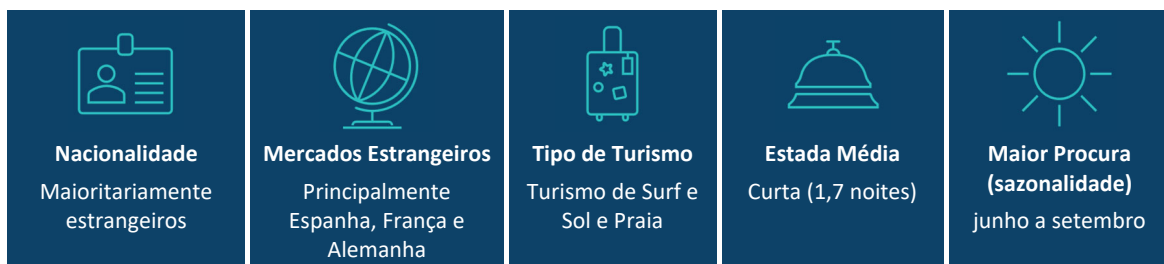 Nacionalidade
Maioritariamente
estrangeiros
Mercados Estrangeiros
Principalmente
Espanha, França e
Alemanha
Tipo de Turismo
Turismo de Surf e
Sol e Praia
Estada Média
Curta (1,7 noites)
Maior Procura
(sazonalidade)
junho a setembro